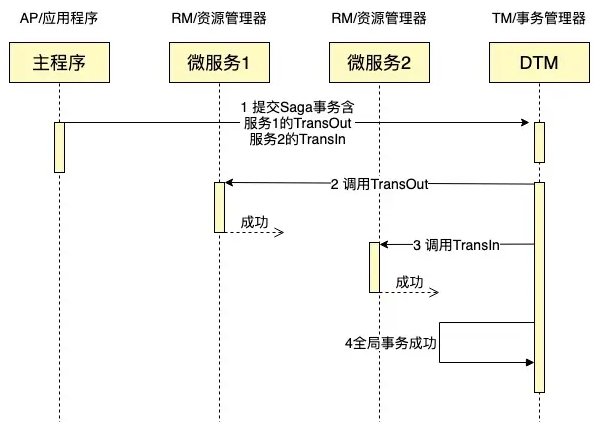 AP/应用程序
RM/资源管理器
RM/资源管理器
TM/事务管理器
主程序
微服务1
微服务2
DTM
1 提交Saga事务含
服务1的TransOut
服务2的TransIn
2 调用TransOut
成功
3 调用TransIn
成功
4全局事务成功